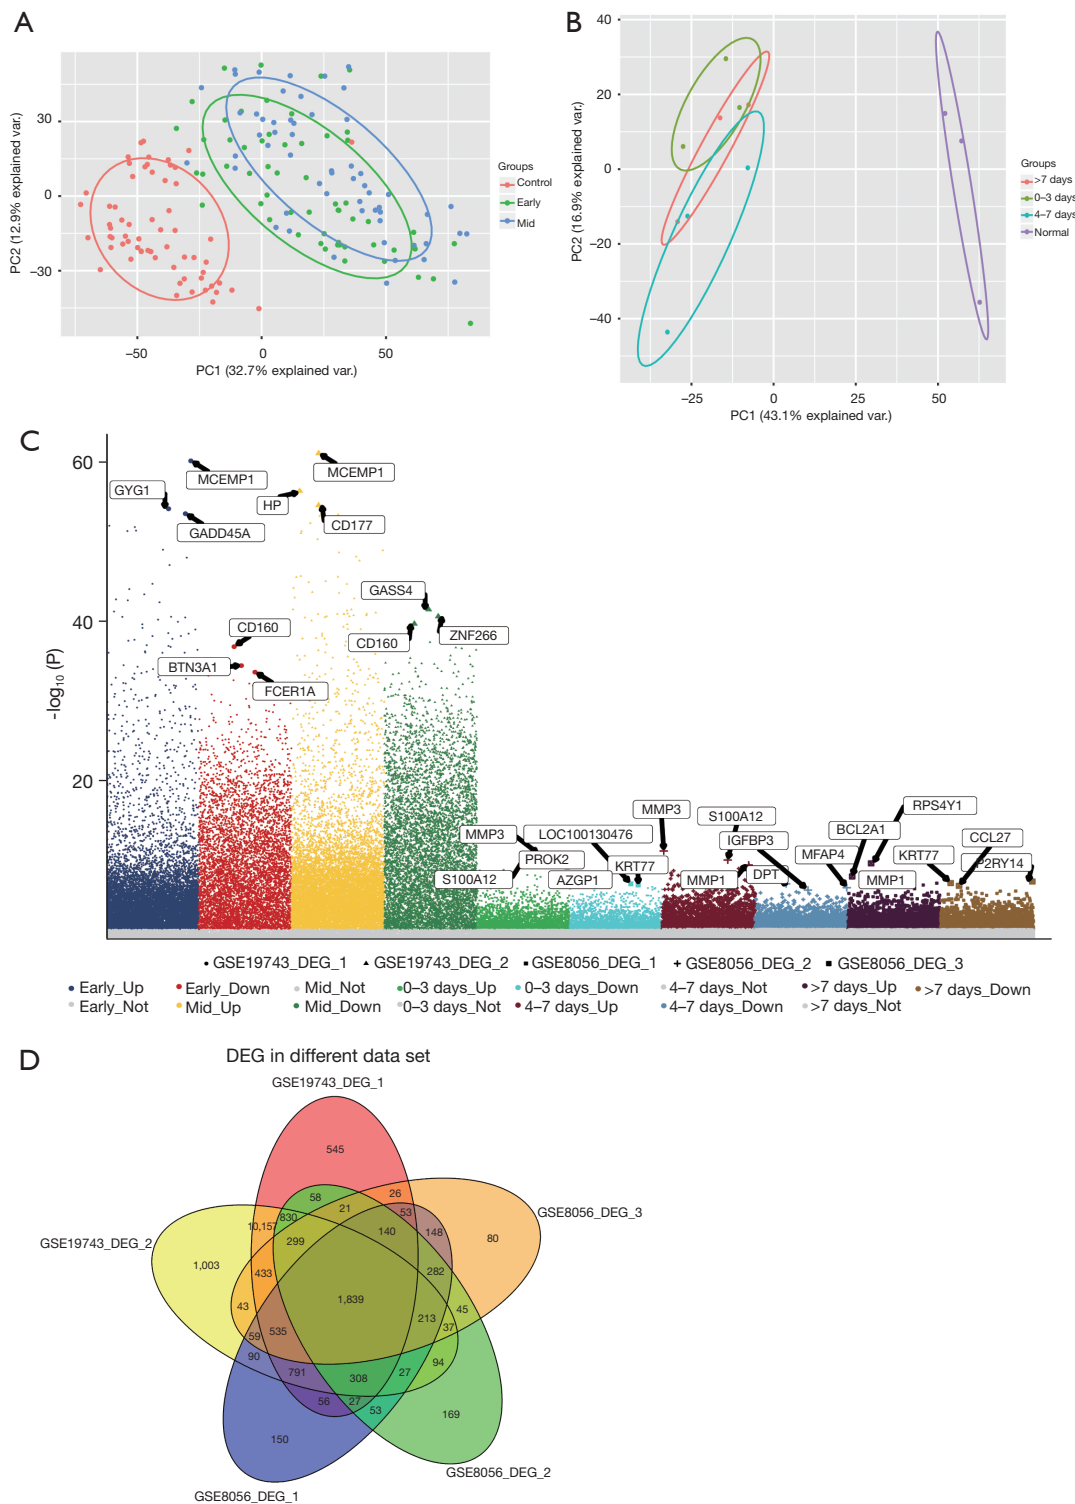 A
30
0
−30
PC2 (12.9% explained var.)
−50
0
50
PC1 (32.7% explained var.)
Groups
Control
Early
Mid
B
40
20
0
−20
−40
PC2 (16.9% explained var.)
−25
0
25
50
PC1 (43.1% explained var.)
Groups
>7 days
0–3 days
4–7 days
Normal
C
60
40
20
-log10 (P)
MCEMP1
GYG1
GADD45A
HP
MCEMP1
CD177
CD160
BTN3A1
FCER1A
GASS4
CD160
ZNF266
MMP3
LOC100130476
MMP3
S100A12
RPS4Y1
PROK2
KRT77
IGFBP3
BCL2A1
CCL27
S100A12
AZGP1
MMP1
DPT
MFAP4
MMP1
KRT77
P2RY14
GSE19743_DEG_1 GSE19743_DEG_2 GSE8056_DEG_1 GSE8056_DEG_2 GSE8056_DEG_3
Early_Up Early_Down Mid_Not 0–3 days_Up 0–3 days_Down 4–7 days_Not >7 days_Up >7 days_Down
Early_Not Mid_Up Mid_Down 0–3 days_Not 4–7 days_Up 4–7 days_Down >7 days_Not
D
DEG in different data set
GSE19743_DEG_1
GSE8056_DEG_3
GSE19743_DEG_2
GSE8056_DEG_2
GSE8056_DEG_1
545
58
26
21
53
830
10,157
299
140
148
80
1,003
433
282
43
1,839
45
213
37
59
535
90
94
791
308
27
56
27
53
169
150